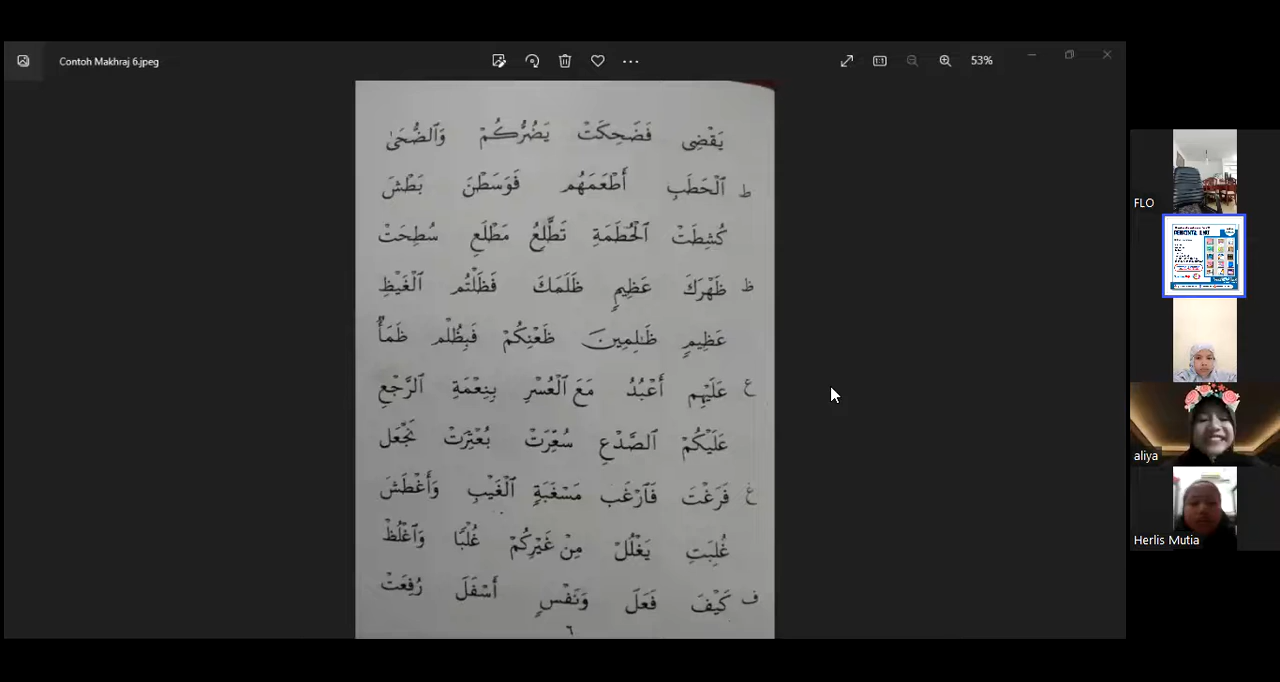 Contoh Makhraj 6.jpeg
53%
يَقْضِى فَضَحِكَتْ يَضُرُّكُمْ وَٱلضُّحَىٰ
ط ٱلْحَطَبِ أَطْعَمَهُم فَوَسَطْنَ بَطْشَ
كُشِطَتْ ٱلْحُطَمَةِ تَطَّلِعُ مَطْلَعِ سُطِحَتْ
ظ ظَهْرَكَ عَظِيمٍ ظَلَمَكَ فَظَلْتُم ٱلْغَيْظِ
عَظِيمٍ ظَٰلِمِينَ ظَعْنِكُمْ فَبِظُلْمٍ ظَمَأٌ
ع عَلَيْهِم أَعْبُدُ مَعَ ٱلْعُسْرِ بِنِعْمَةِ ٱلرَّجْعِ
عَلَيْكُمْ ٱلصَّدْعِ سُعِّرَتْ بُعْثِرَتْ نَجْعَل
غ فَرَغْتَ فَٱرْغَب مَسْغَبَةٍ ٱلْغَيْبِ وَأَغْطَشَ
غُلِبَتِ يَغْلُلْ مِنْ غَيْرِكُمْ غُلْبًا وَٱغْلُظْ
ف كَيْفَ فَعَلَ وَنَفْسٍ أَسْفَلَ رُفِعَتْ
٦
FLO
aliya
Herlis Mutia